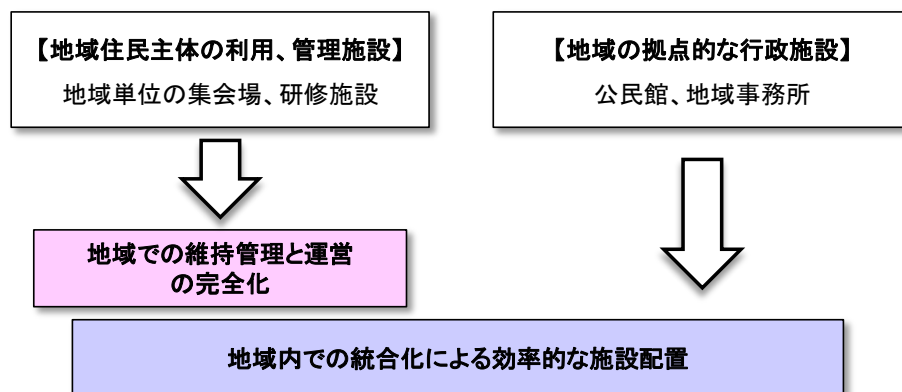 【地域住民主体の利用、管理施設】
地域単位の集会場、研修施設
【地域の拠点的な行政施設】
公民館、地域事務所
地域での維持管理と運営
の完全化
地域内での統合化による効率的な施設配置